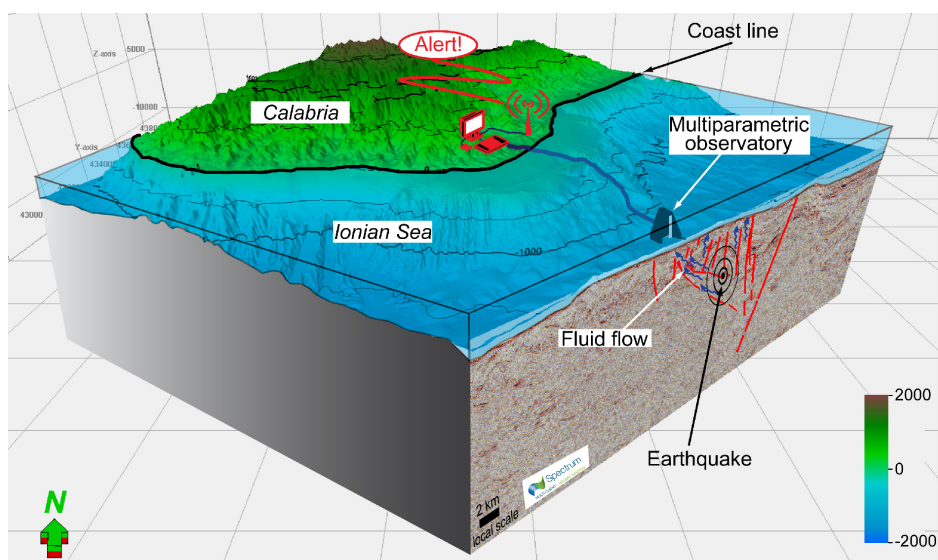 Coast line
5000
Z-axis
Alert!
-10000
Calabria
Multiparametric
observatory
Y-axis
43000
Ionian Sea
-1000
Fluid flow
2000
0
-2000
Earthquake
Spectrum
2 km
local scale
N